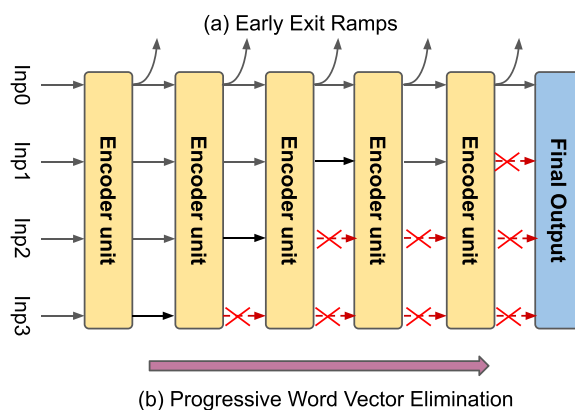 (a) Early Exit Ramps
Inp0
Inp1
Inp2
Inp3
Encoder unit
Encoder unit
Encoder unit
Encoder unit
Encoder unit
Final Output
(b) Progressive Word Vector Elimination